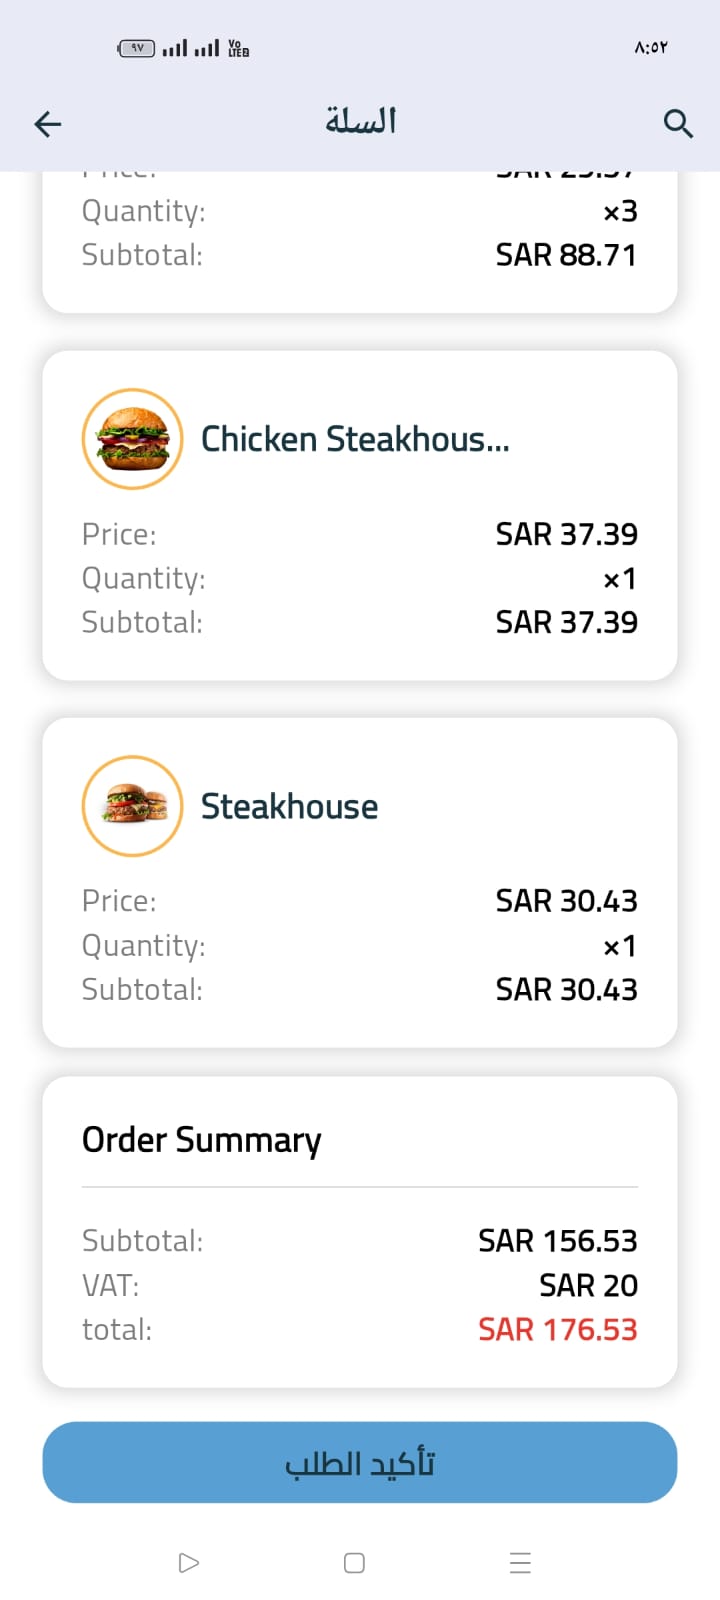 ٩٧ Vo LTE2 ٨:٥٢
السلة
Quantity: ×3
Subtotal: SAR 88.71
Chicken Steakhous...
Price: SAR 37.39
Quantity: ×1
Subtotal: SAR 37.39
Steakhouse
Price: SAR 30.43
Quantity: ×1
Subtotal: SAR 30.43
Order Summary
Subtotal: SAR 156.53
VAT: SAR 20
total: SAR 176.53
تأكيد الطلب